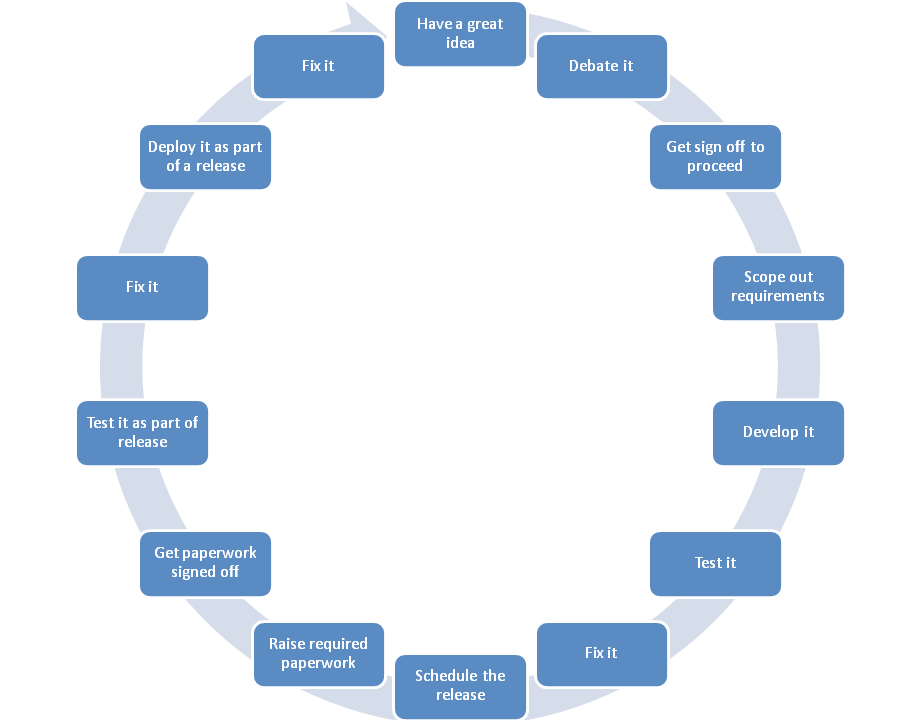 Have a great
idea
Debate it
Get sign off to
proceed
Scope out
requirements
Develop it
Test it
Fix it
Schedule the
release
Raise required
paperwork
Get paperwork
signed off
Test it as part of
release
Fix it
Deploy it as part
of a release
Fix it